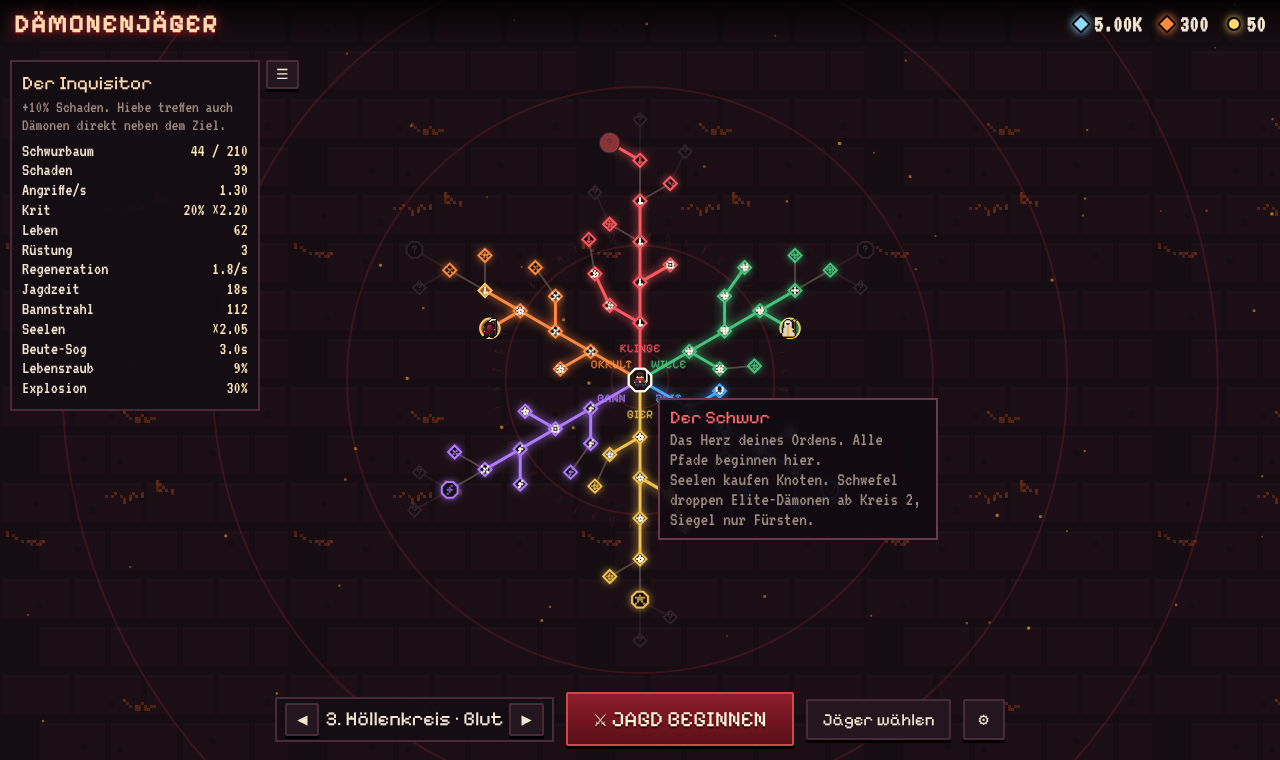 DÄMONENJÄGER
5.00K
300
50
Der Inquisitor
☰
+10% Schaden. Hiebe treffen auch
Dämonen direkt neben dem Ziel.
Schwurbaum 44 / 210
Schaden 39
Angriffe/s 1.30
Krit 20% ×2.20
Leben 62
Rüstung 3
Regeneration 1.8/s
Jagdzeit 18s
Bannstrahl 112
Seelen ×2.05
Beute-Sog 3.0s
Lebensraub 9%
Explosion 30%
KLINGE
OKKULT
WILLE
BANN
GIER
Der Schwur
Das Herz deines Ordens. Alle
Pfade beginnen hier.
Seelen kaufen Knoten. Schwefel
droppen Elite-Dämonen ab Kreis 2,
Siegel nur Fürsten.
◀ 3. Höllenkreis · Blut ▶
⚔ JAGD BEGINNEN
Jäger wählen
⚙